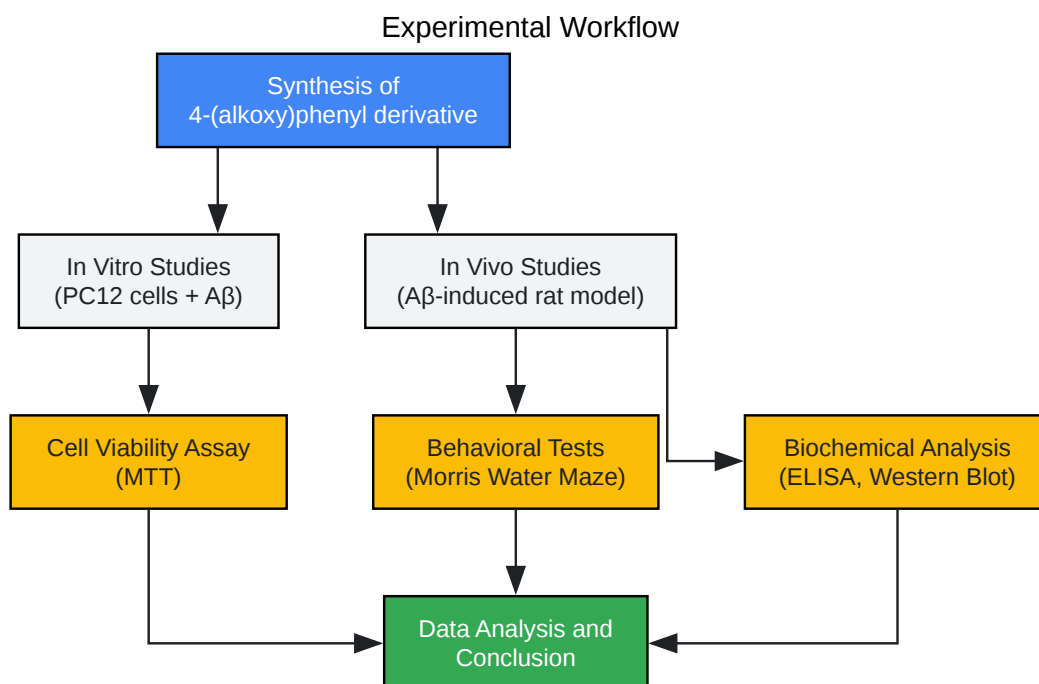 Experimental Workflow
Synthesis of
4-(alkoxy)phenyl derivative
In Vitro Studies
(PC12 cells + Aβ)
In Vivo Studies
(Aβ-induced rat model)
Cell Viability Assay
(MTT)
Behavioral Tests
(Morris Water Maze)
Biochemical Analysis
(ELISA, Western Blot)
Data Analysis and
Conclusion